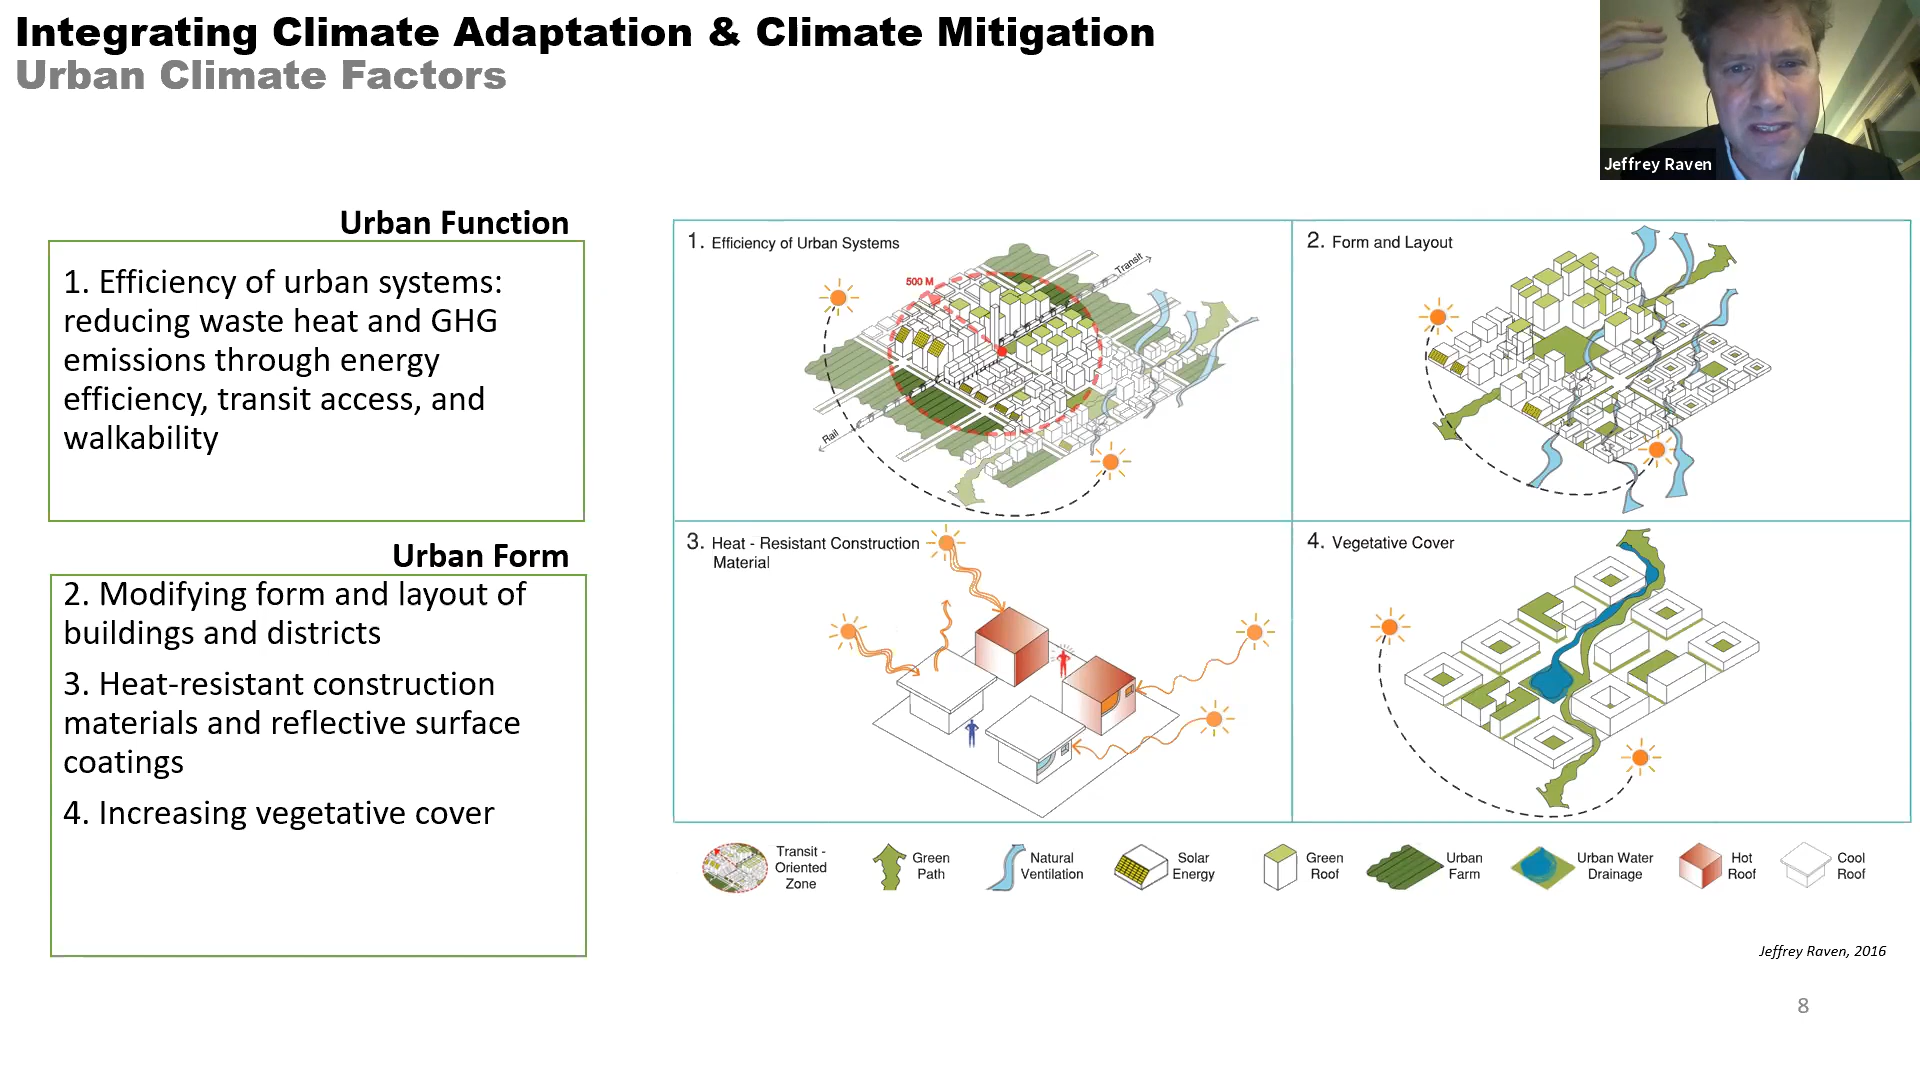 Integrating Climate Adaptation & Climate Mitigation
Urban Climate Factors
Jeffrey Raven
Urban Function
1. Efficiency of urban systems:
reducing waste heat and GHG
emissions through energy
efficiency, transit access, and
walkability
Urban Form
2. Modifying form and layout of
buildings and districts
3. Heat-resistant construction
materials and reflective surface
coatings
4. Increasing vegetative cover
1. Efficiency of Urban Systems
500 M
Transit
Rail
2. Form and Layout
3. Heat - Resistant Construction
Material
4. Vegetative Cover
Transit -
Oriented
Zone
Green
Path
Natural
Ventilation
Solar
Energy
Green
Roof
Urban
Farm
Urban Water
Drainage
Hot
Roof
Cool
Roof
Jeffrey Raven, 2016
8